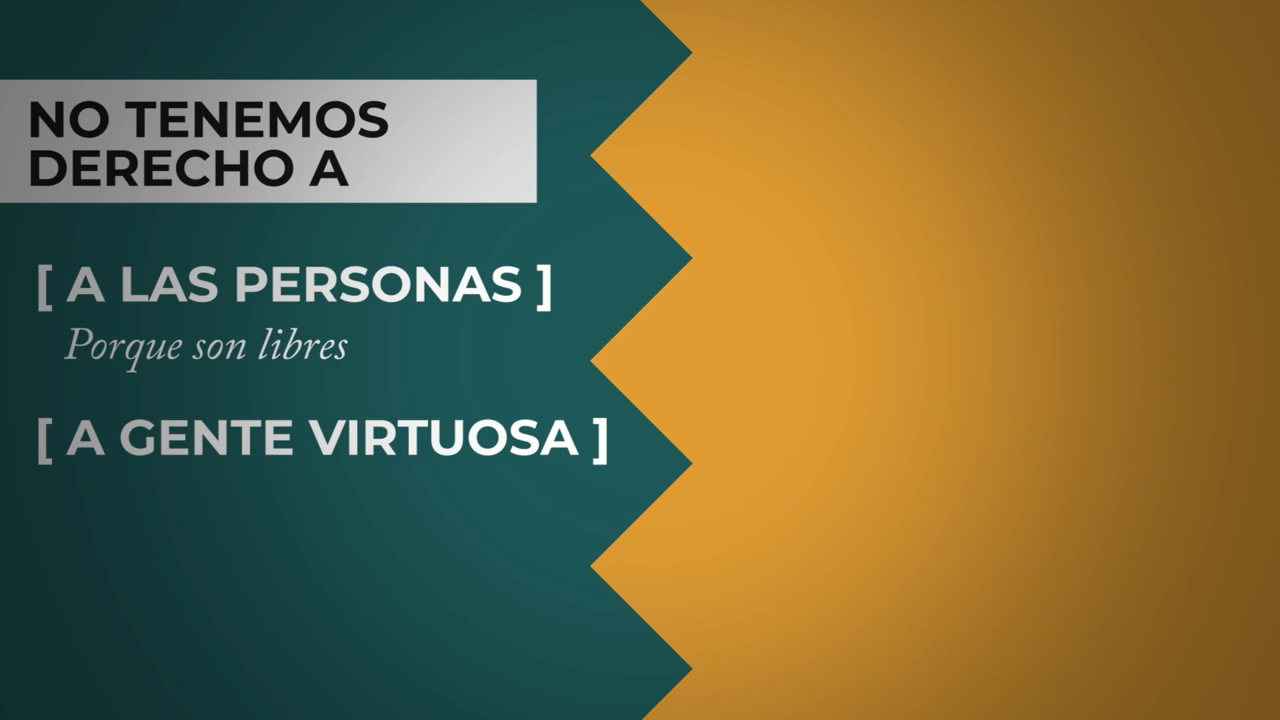 NO TENEMOS
DERECHO A
[ A LAS PERSONAS ]
Porque son libres
[ A GENTE VIRTUOSA ]